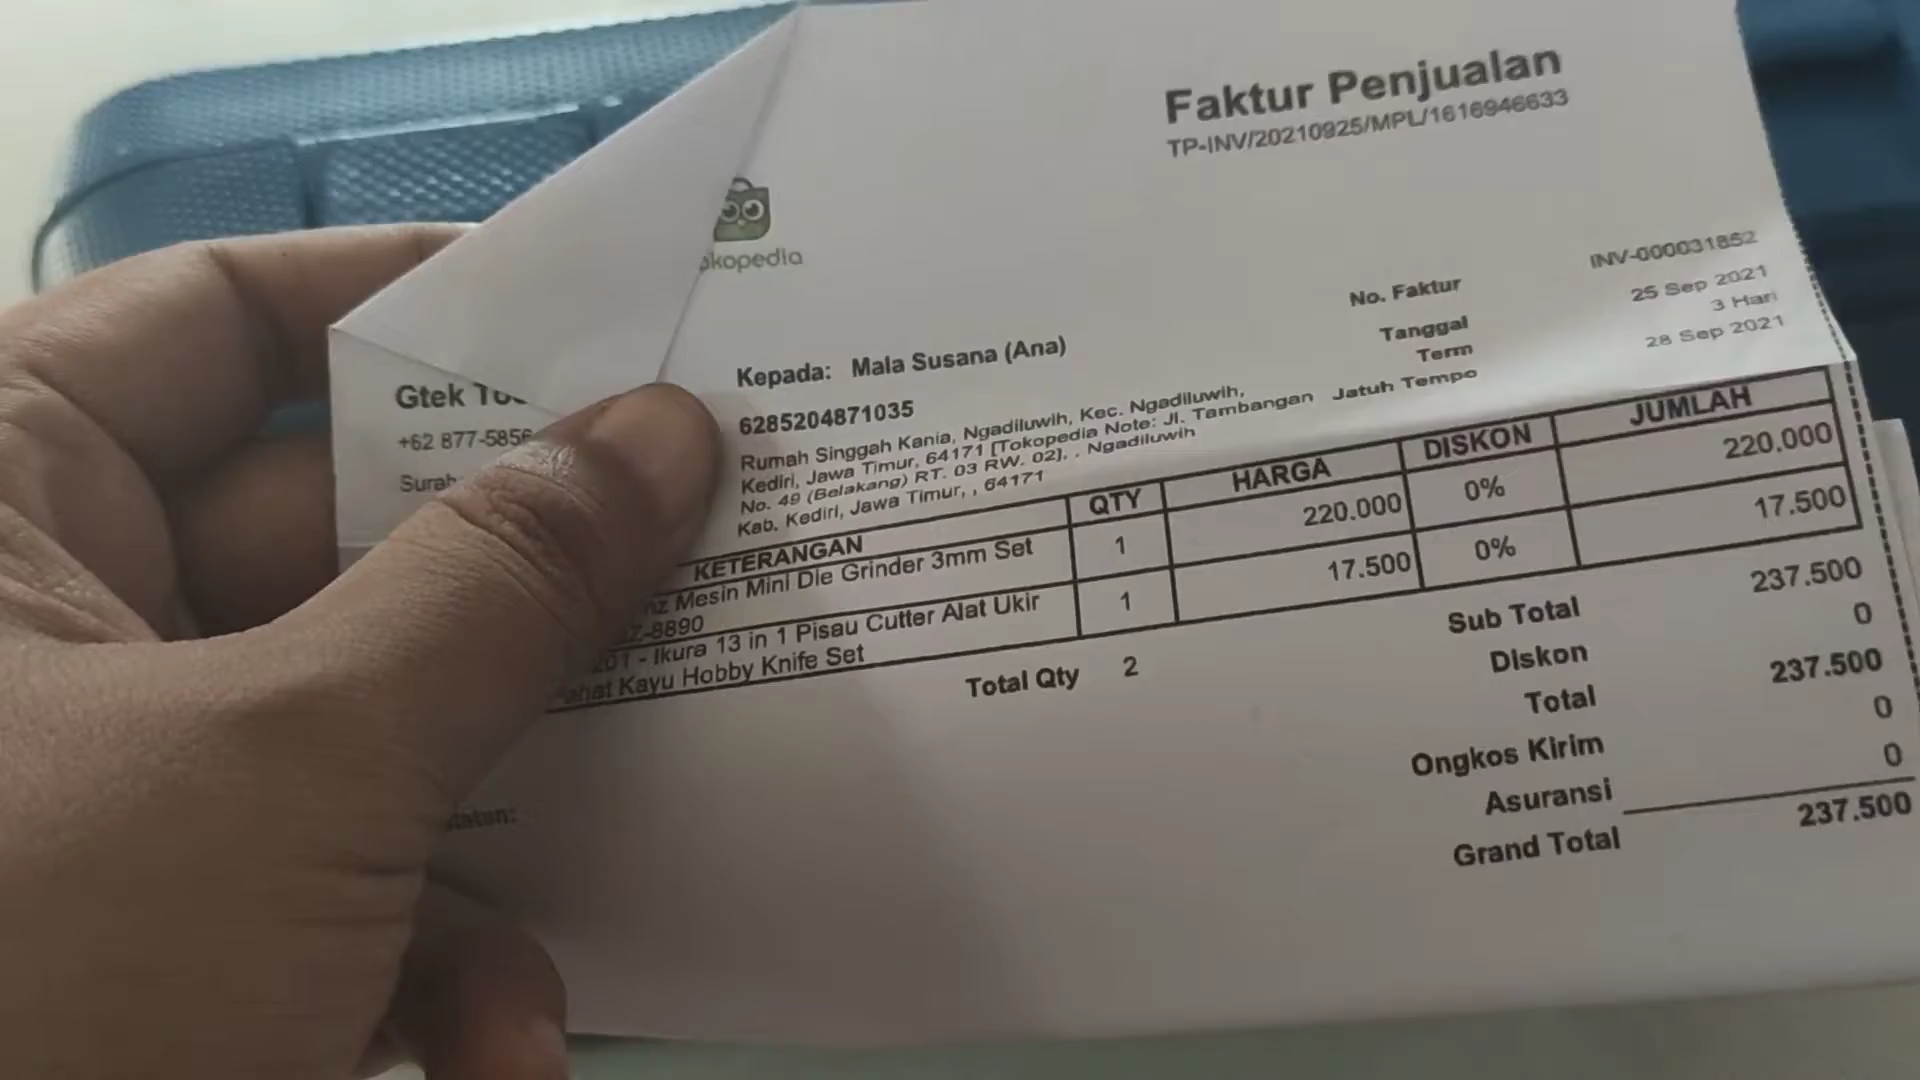 Faktur Penjualan
TP-INV/20210925/MPL/1616946633
okopedia
No. Faktur INV-000031852
Tanggal 25 Sep 2021
Term 3 Hari
Jatuh Tempo 28 Sep 2021
Gtek
+62 877-5856
Surab
Kepada: Mala Susana (Ana)
6285204871035
Rumah Singgah Kania, Ngadiluwih, Kec. Ngadiluwih,
Kediri, Jawa Timur, 64171 [Tokopedia Note: Jl. Tambangan
No. 49 (Belakang) RT. 03 RW. 02], , Ngadiluwih
Kab. Kediri, Jawa Timur, , 64171
KETERANGAN QTY HARGA DISKON JUMLAH
nz Mesin Mini Die Grinder 3mm Set 1 220.000 0% 220.000
Z-8890
201 - Ikura 13 in 1 Pisau Cutter Alat Ukir 1 17.500 0% 17.500
ahat Kayu Hobby Knife Set
Total Qty 2
Sub Total 237.500
Diskon 0
Total 237.500
Ongkos Kirim 0
Asuransi 0
Grand Total 237.500